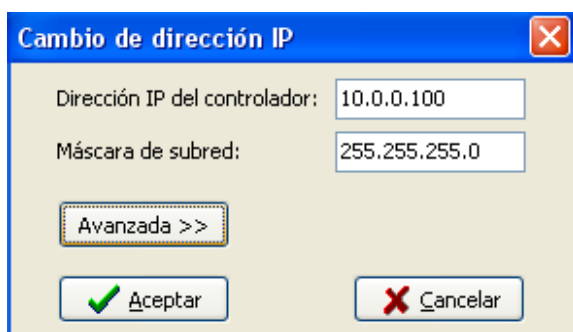 Cambio de dirección IP
Dirección IP del controlador: 10.0.0.100
Máscara de subred: 255.255.255.0
Avanzada >>
Aceptar Cancelar